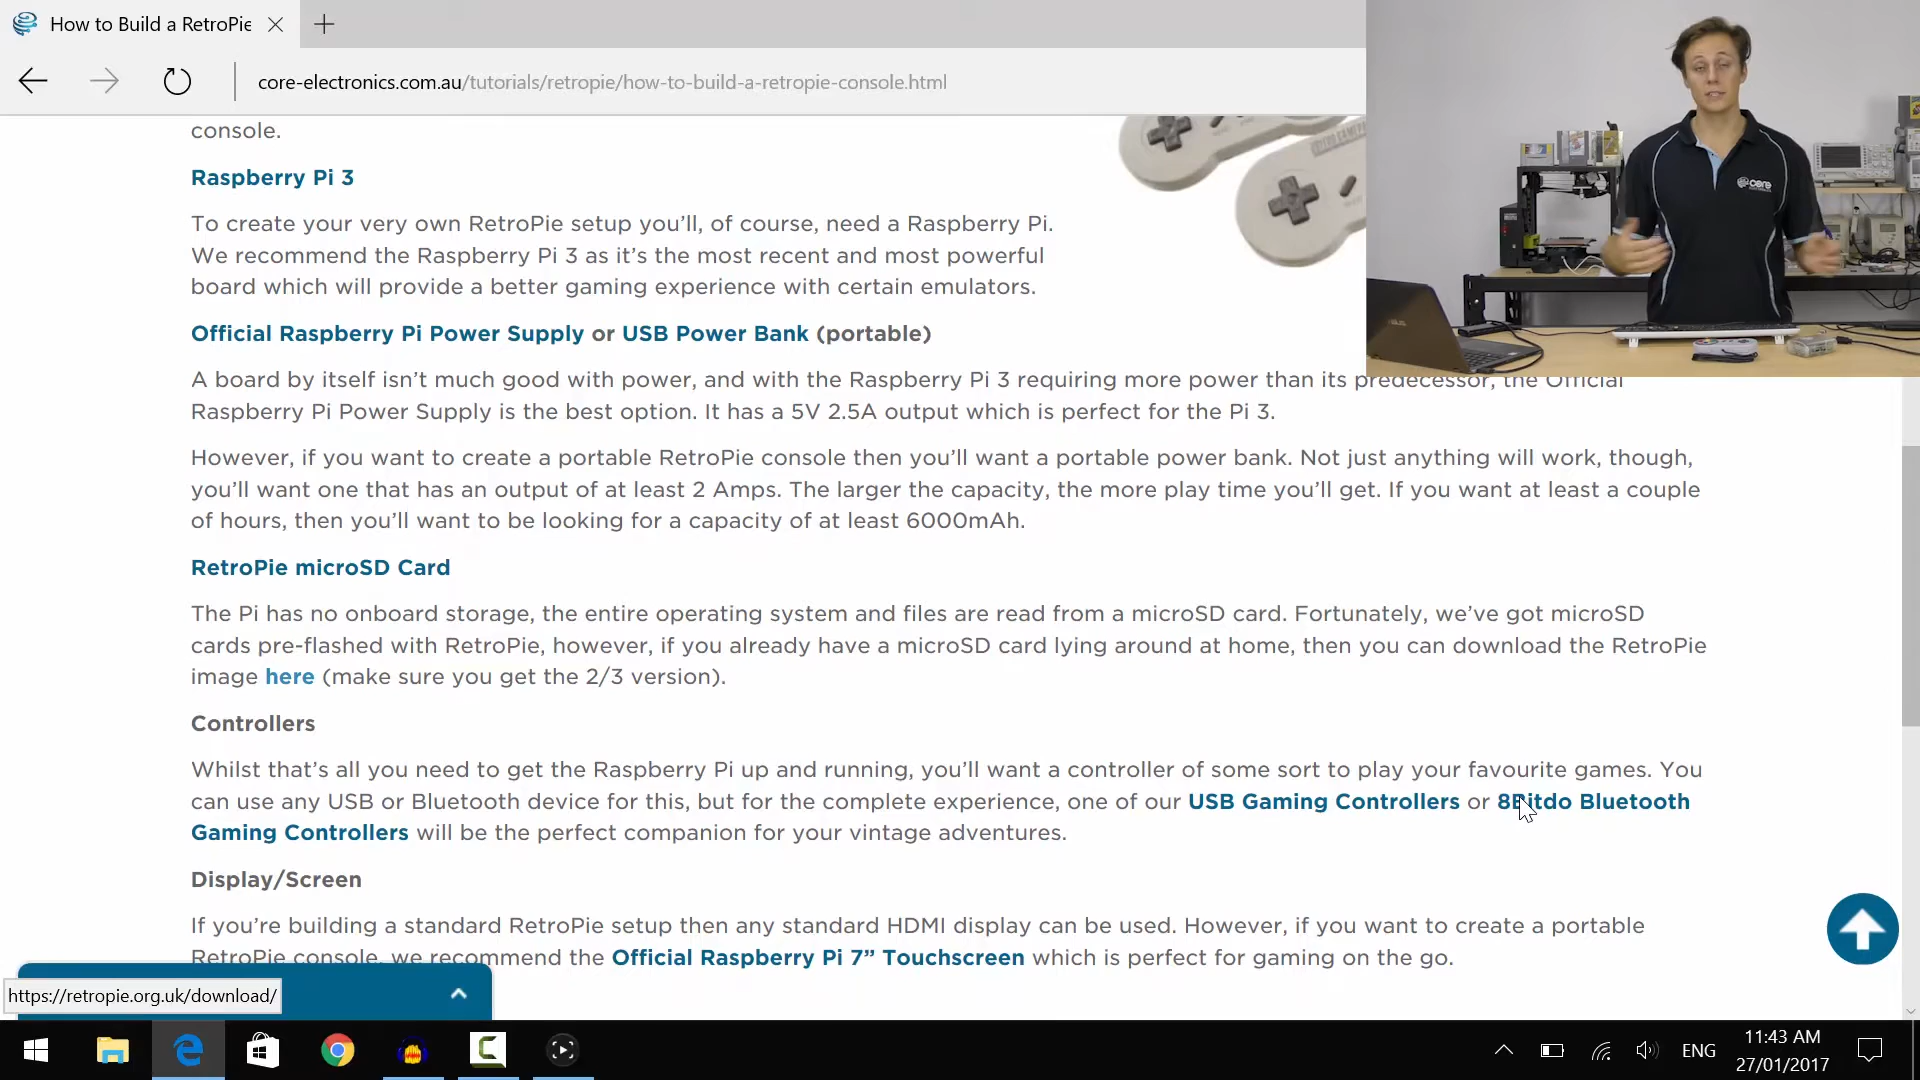 How to Build a RetroPie
core-electronics.com.au/tutorials/retropie/how-to-build-a-retropie-console.html
console.
Raspberry Pi 3
To create your very own RetroPie setup you'll, of course, need a Raspberry Pi.
We recommend the Raspberry Pi 3 as it's the most recent and most powerful
board which will provide a better gaming experience with certain emulators.
Official Raspberry Pi Power Supply or USB Power Bank (portable)
A board by itself isn't much good with power, and with the Raspberry Pi 3 requiring more power than its predecessor, the Official
Raspberry Pi Power Supply is the best option. It has a 5V 2.5A output which is perfect for the Pi 3.
However, if you want to create a portable RetroPie console then you'll want a portable power bank. Not just anything will work, though,
you'll want one that has an output of at least 2 Amps. The larger the capacity, the more play time you'll get. If you want at least a couple
of hours, then you'll want to be looking for a capacity of at least 6000mAh.
RetroPie microSD Card
The Pi has no onboard storage, the entire operating system and files are read from a microSD card. Fortunately, we've got microSD
cards pre-flashed with RetroPie, however, if you already have a microSD card lying around at home, then you can download the RetroPie
image here (make sure you get the 2/3 version).
Controllers
Whilst that's all you need to get the Raspberry Pi up and running, you'll want a controller of some sort to play your favourite games. You
can use any USB or Bluetooth device for this, but for the complete experience, one of our USB Gaming Controllers or 8Bitdo Bluetooth
Gaming Controllers will be the perfect companion for your vintage adventures.
Display/Screen
If you're building a standard RetroPie setup then any standard HDMI display can be used. However, if you want to create a portable
RetroPie console, we recommend the Official Raspberry Pi 7” Touchscreen which is perfect for gaming on the go.
https://retropie.org.uk/download/
core
ENG
11:43 AM
27/01/2017